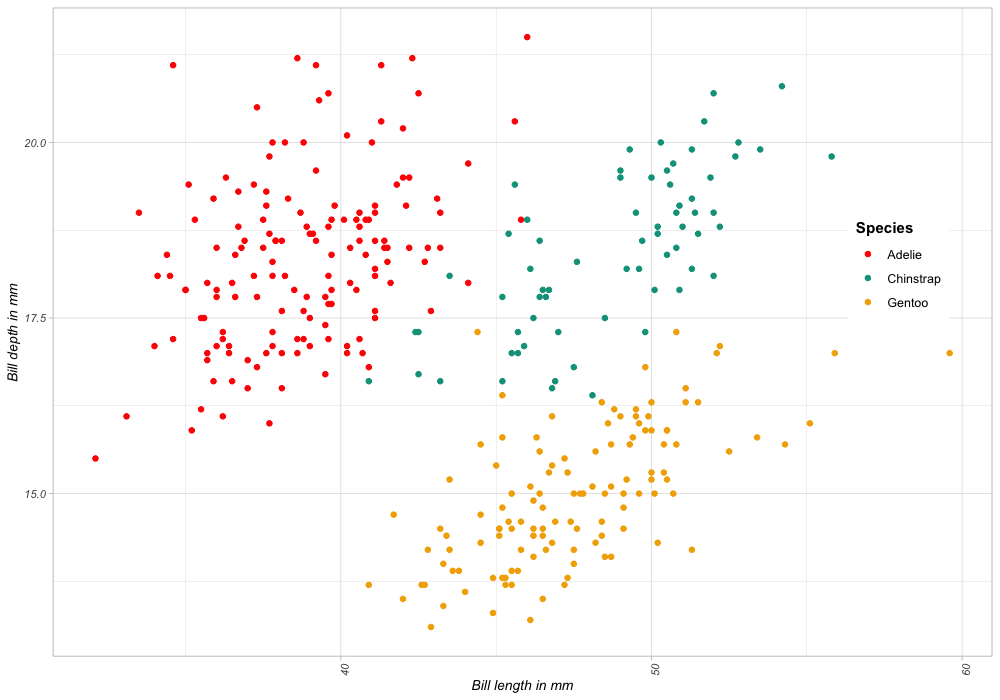 Bill depth in mm
20.0
17.5
15.0
Species
Adelie
Chinstrap
Gentoo
40
50
60
Bill length in mm